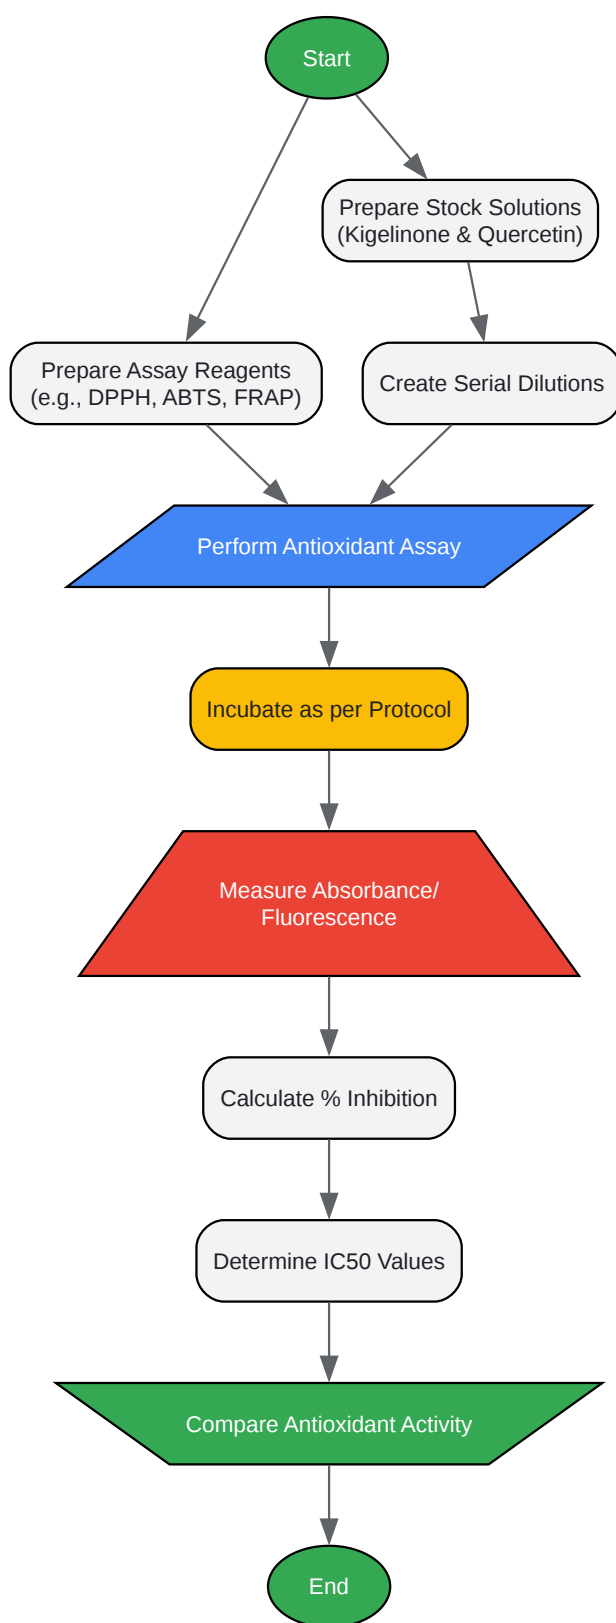 Start
Prepare Stock Solutions
(Kigelinone & Quercetin)
Prepare Assay Reagents
(e.g., DPPH, ABTS, FRAP)
Create Serial Dilutions
Perform Antioxidant Assay
Incubate as per Protocol
Measure Absorbance/
Fluorescence
Calculate % Inhibition
Determine IC50 Values
Compare Antioxidant Activity
End